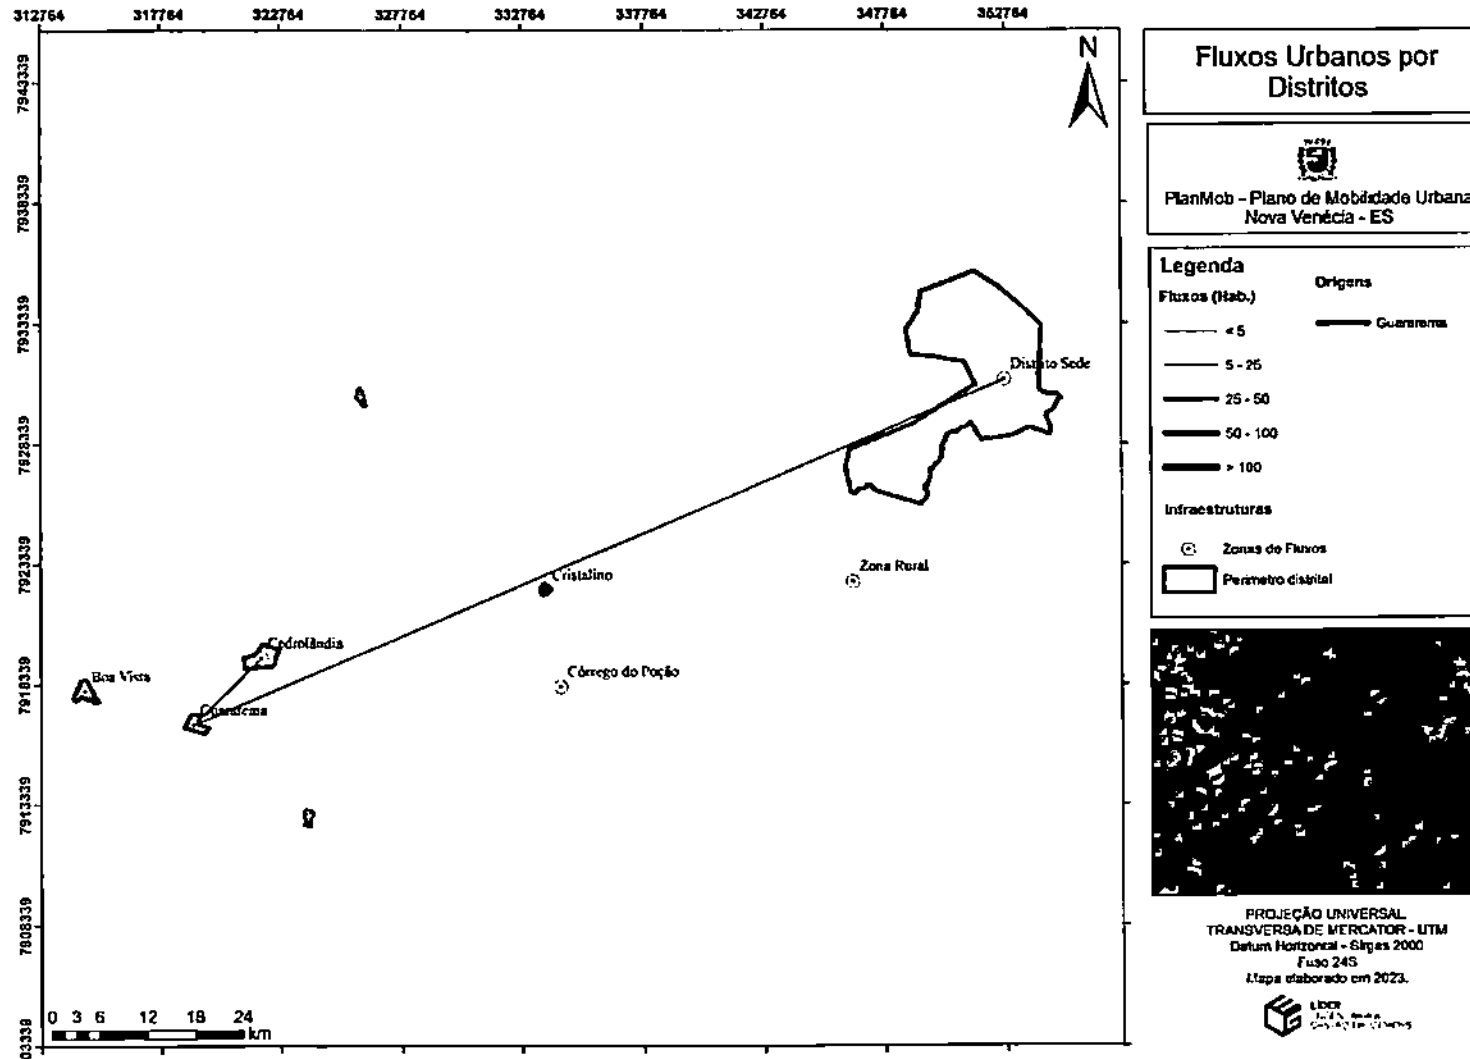 312764 317764 322764 327764 332764 337764 342764 347764 352764
7943339
7938339
7933339
7928339
7923339
7918339
7913339
7908339
03339
N
Distrito Sede
Zona Rural
Cristalino
Cedrolândia
Córrego do Poção
Boa Vista
Guararema
0 3 6 12 18 24
km
Fluxos Urbanos por
Distritos
PlanMob - Plano de Mobilidade Urbana
Nova Venécia - ES
Legenda
Fluxos (Hab.)
< 5
5 - 25
25 - 50
50 - 100
> 100
Origens
Guararema
Infraestruturas
Zonas de Fluxos
Perímetro distrital
PROJEÇÃO UNIVERSAL
TRANSVERSA DE MERCATOR - UTM
Datum Horizontal - Sirgas 2000
Fuso 24S
Mapa elaborado em 2023.
LÍDER